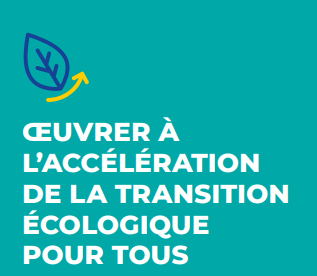 ŒUVRER À
L’ACCÉLÉRATION
DE LA TRANSITION
ÉCOLOGIQUE
POUR TOUS